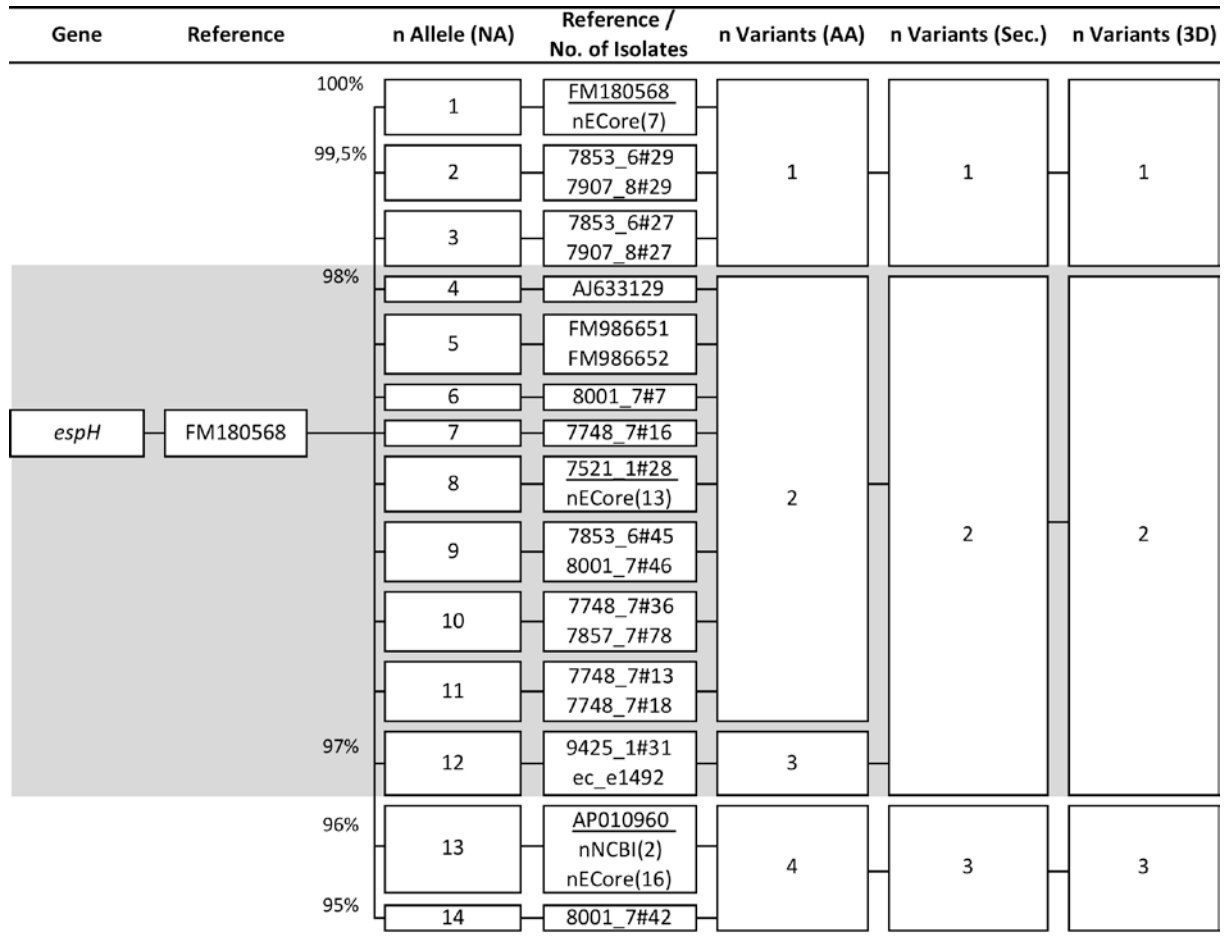 Gene Reference n Allele (NA) Reference / No. of Isolates n Variants (AA) n Variants (Sec.) n Variants (3D)
100%
1
FM180568
nECore(7)
99,5%
2
7853_6#29
7907_8#29
1 1 1
3
7853_6#27
7907_8#27
98%
4 AJ633129
5
FM986651
FM986652
6 8001_7#7
espH FM180568 7 7748_7#16
8
7521_1#28
nECore(13)
2
9
7853_6#45
8001_7#46
2 2
10
7748_7#36
7857_7#78
11
7748_7#13
7748_7#18
97%
12
9425_1#31
ec_e1492
3
96%
13
AP010960
nNCBI(2)
nECore(16)
4 3 3
95%
14 8001_7#42